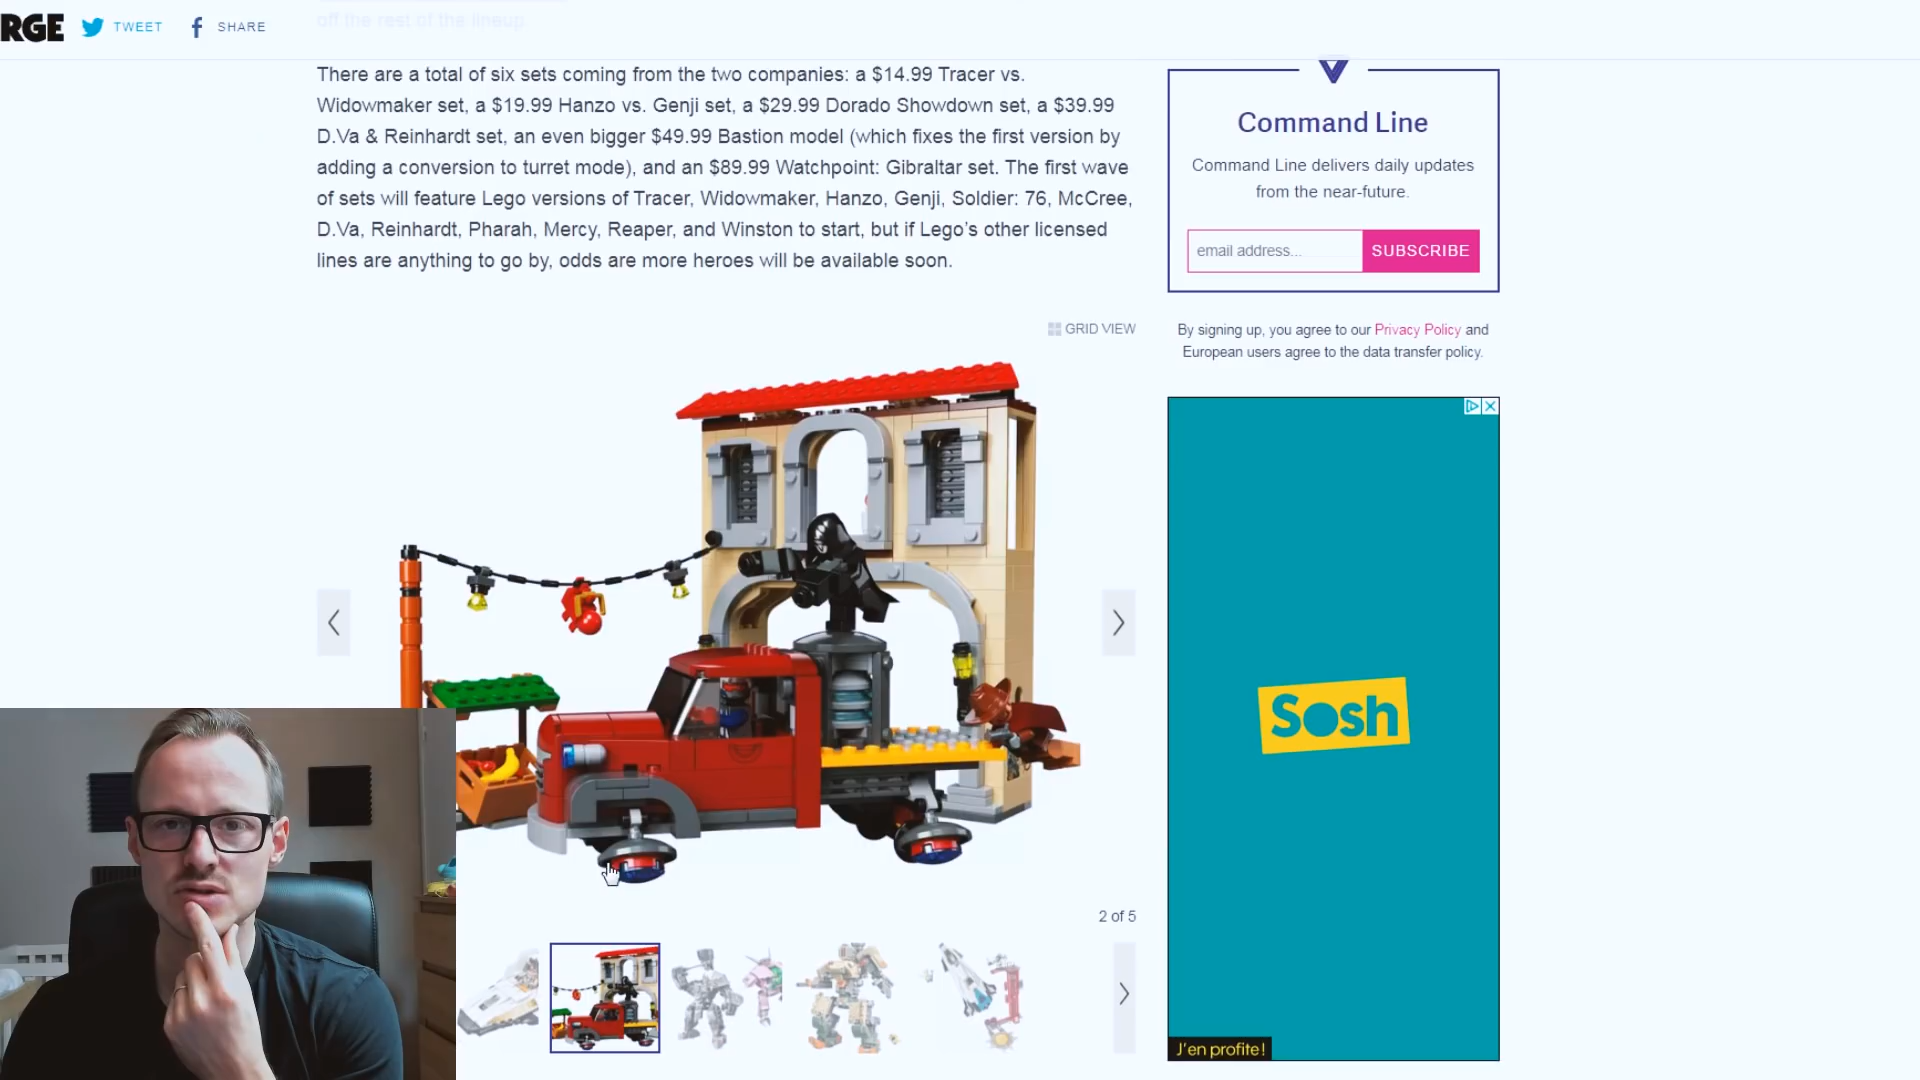 RGE
TWEET
SHARE
off the rest of the lineup.
There are a total of six sets coming from the two companies: a $14.99 Tracer vs.
Widowmaker set, a $19.99 Hanzo vs. Genji set, a $29.99 Dorado Showdown set, a $39.99
D.Va & Reinhardt set, an even bigger $49.99 Bastion model (which fixes the first version by
adding a conversion to turret mode), and an $89.99 Watchpoint: Gibraltar set. The first wave
of sets will feature Lego versions of Tracer, Widowmaker, Hanzo, Genji, Soldier: 76, McCree,
D.Va, Reinhardt, Pharah, Mercy, Reaper, and Winston to start, but if Lego’s other licensed
lines are anything to go by, odds are more heroes will be available soon.
GRID VIEW
2 of 5
Command Line
Command Line delivers daily updates
from the near-future.
email address...
SUBSCRIBE
By signing up, you agree to our Privacy Policy and
European users agree to the data transfer policy.
Sosh
J'en profite!